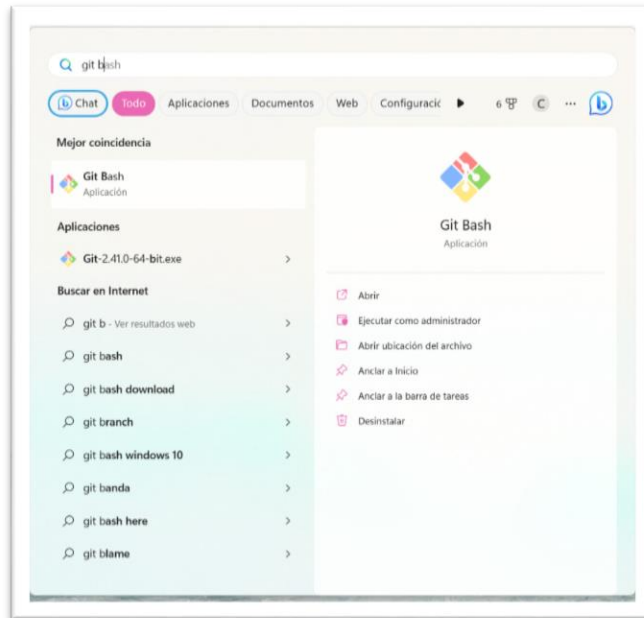 git bash
Chat Todo Aplicaciones Documentos Web Configuracic 6 C ...
Mejor coincidencia
Git Bash
Aplicación
Aplicaciones
Git-2.41.0-64-bit.exe
Buscar en Internet
git b - Ver resultados web
git bash
git bash download
git branch
git bash windows 10
git banda
git bash here
git blame
Git Bash
Aplicación
Abrir
Ejecutar como administrador
Abrir ubicación del archivo
Anclar a Inicio
Anclar a la barra de tareas
Desinstalar